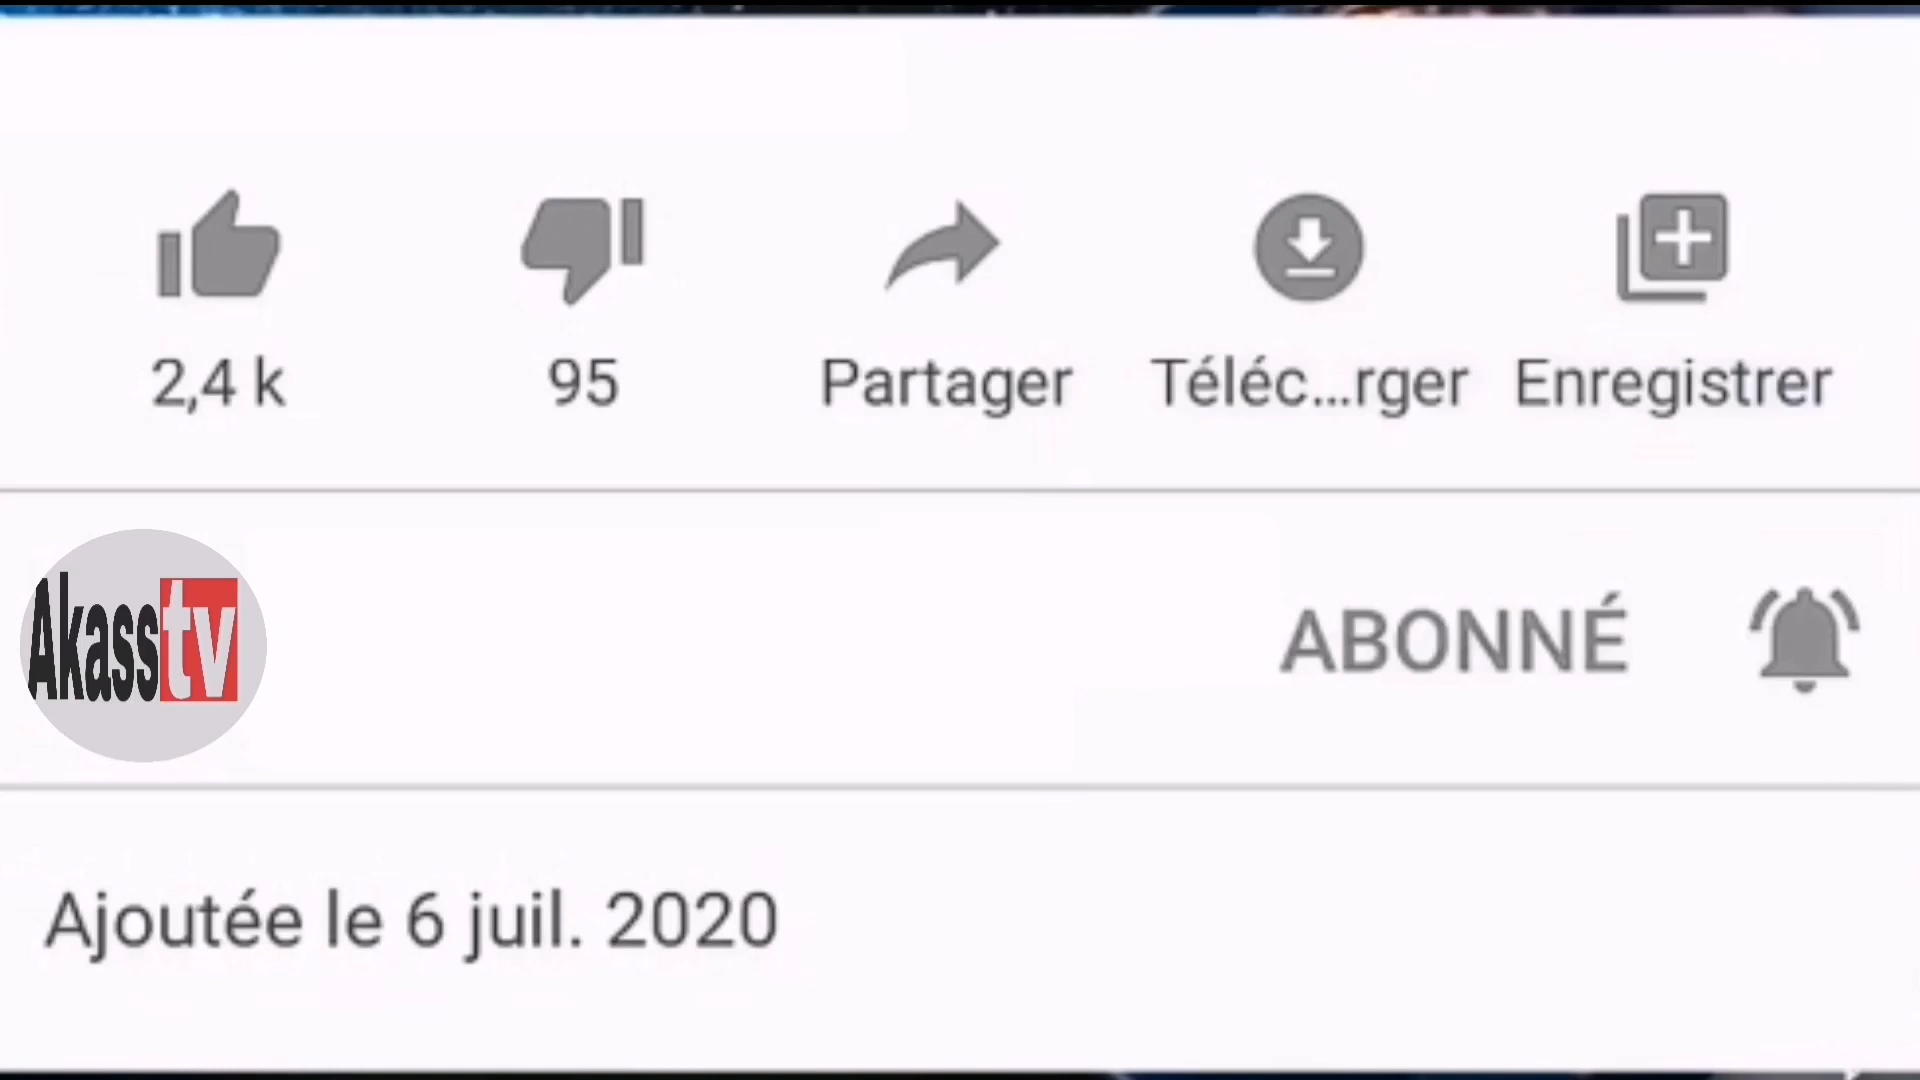 2,4 k 95 Partager Téléc...rger Enregistrer
Akasstv ABONNÉ
Ajoutée le 6 juil. 2020